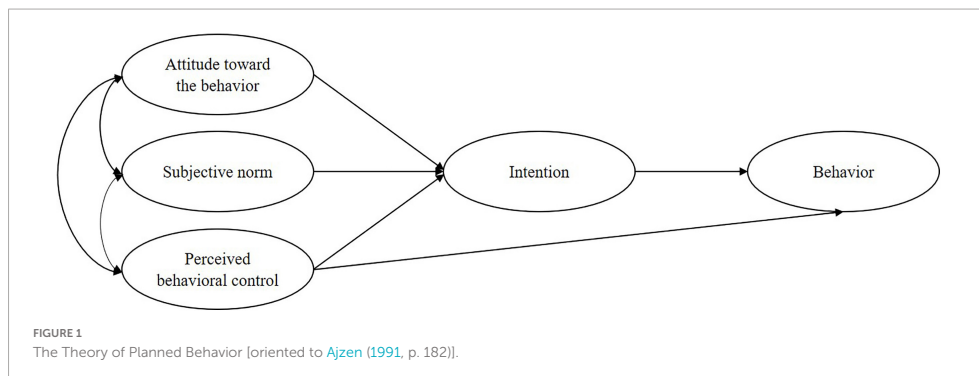 Attitude toward
the behavior
Subjective norm
Intention
Behavior
Perceived
behavioral control
FIGURE 1
The Theory of Planned Behavior [oriented to Ajzen (1991, p. 182)].